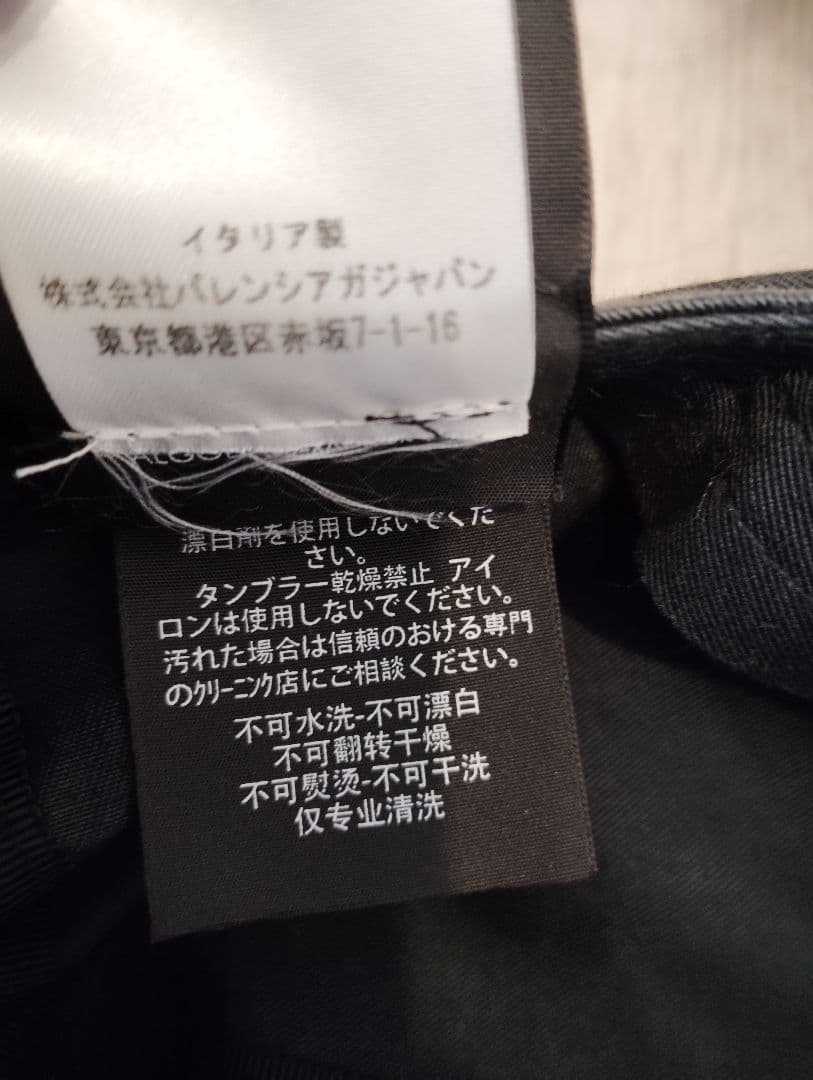 イタリア製
株式会社バレンシアガジャパン
東京都港区赤坂7-1-16
漂白剤を使用しないでくだ
さい。
タンブラー乾燥禁止 アイ
ロンは使用しないでください。
汚れた場合は信頼のおける専門
のｸﾘｰﾆﾝｸﾞ店にご相談ください。
不可水洗-不可漂白
不可翻转干燥
不可熨烫-不可干洗
仅专业清洗